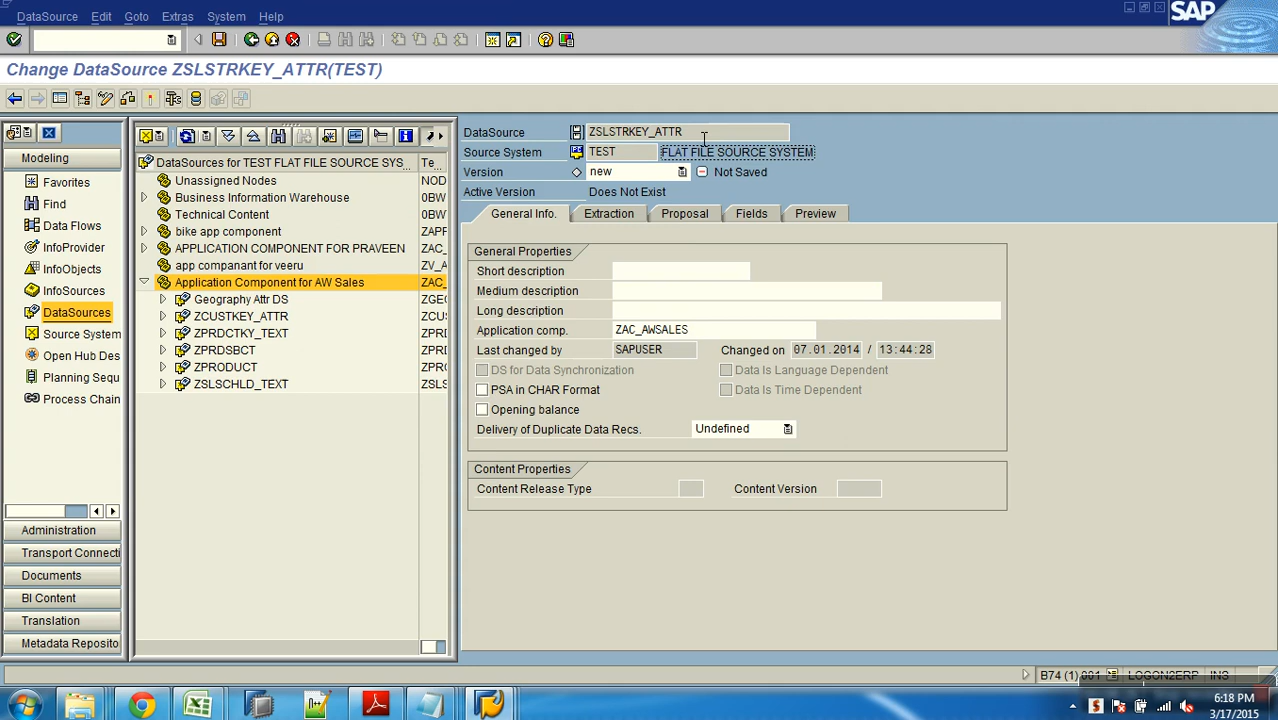 DataSource Edit Goto Extras System Help
SAP
Change DataSource ZSLSTRKEY_ATTR(TEST)
Modeling
Favorites
Find
Data Flows
InfoProvider
InfoObjects
InfoSources
DataSources
Source System
Open Hub Des
Planning Sequ
Process Chain
Administration
Transport Connecti
Documents
BI Content
Translation
Metadata Reposito
DataSources for TEST FLAT FILE SOURCE SYS... Te
Unassigned Nodes NOD
Business Information Warehouse 0BW
Technical Content 0BW
bike app component ZAPF
APPLICATION COMPONENT FOR PRAVEEN ZAC_
app companant for veeru ZV_A
Application Component for AW Sales ZAC_
Geography Attr DS ZGEC
ZCUSTKEY_ATTR ZCUS
ZPRDCTKY_TEXT ZPRD
ZPRDSBCT ZPRD
ZPRODUCT ZPRD
ZSLSCHLD_TEXT ZSLS
DataSource ZSLSTRKEY_ATTR
Source System TEST FLAT FILE SOURCE SYSTEM
Version new Not Saved
Active Version Does Not Exist
General Info. Extraction Proposal Fields Preview
General Properties
Short description
Medium description
Long description
Application comp. ZAC_AWSALES
Last changed by SAPUSER Changed on 07.01.2014 / 13:44:28
DS for Data Synchronization Data Is Language Dependent
PSA in CHAR Format Data Is Time Dependent
Opening balance
Delivery of Duplicate Data Recs. Undefined
Content Properties
Content Release Type Content Version
B74 (1) 001 LOGON2ERP INS
6:18 PM
3/17/2015